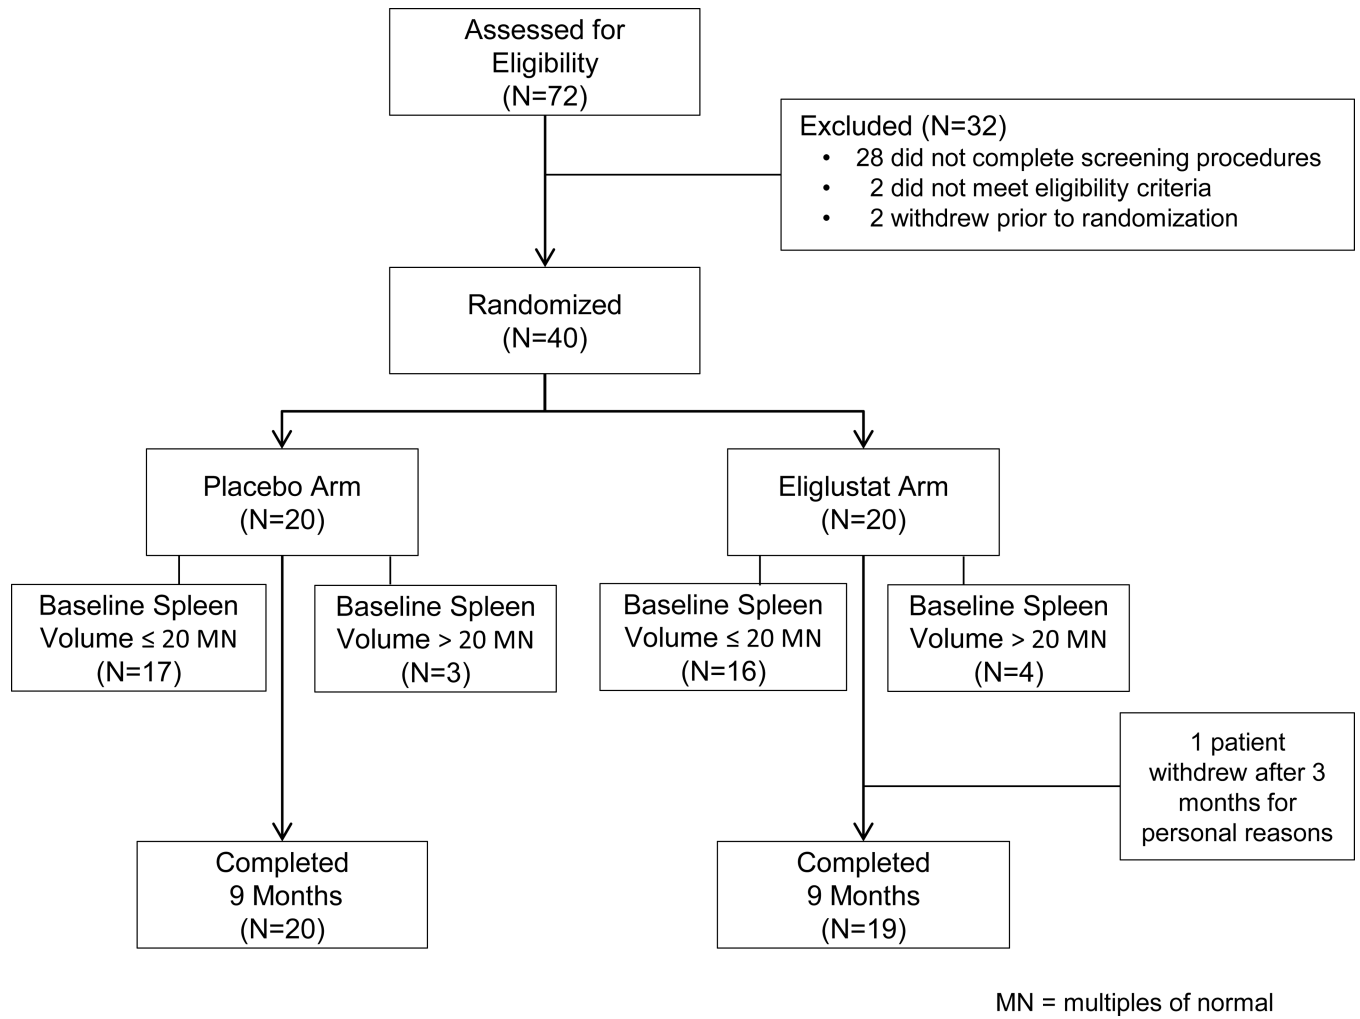 Assessed for
Eligibility
(N=72)
Excluded (N=32)
• 28 did not complete screening procedures
• 2 did not meet eligibility criteria
• 2 withdrew prior to randomization
Randomized
(N=40)
Placebo Arm
(N=20)
Eliglustat Arm
(N=20)
Baseline Spleen
Volume ≤ 20 MN
(N=17)
Baseline Spleen
Volume > 20 MN
(N=3)
Baseline Spleen
Volume ≤ 20 MN
(N=16)
Baseline Spleen
Volume > 20 MN
(N=4)
1 patient
withdrew after 3
months for
personal reasons
Completed
9 Months
(N=20)
Completed
9 Months
(N=19)
MN = multiples of normal